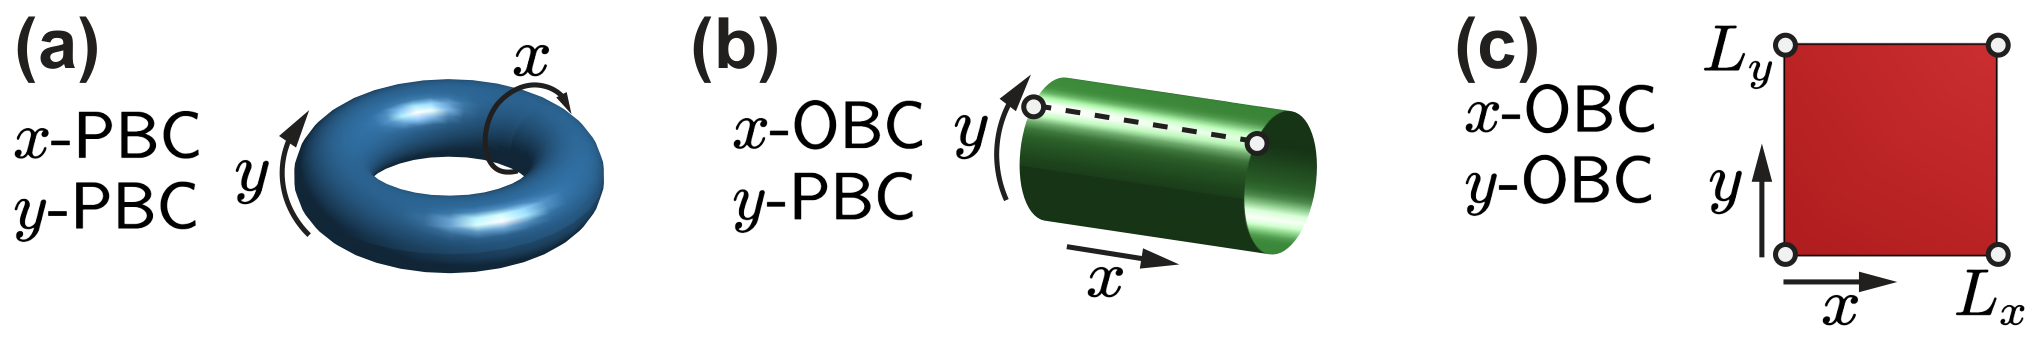 (a)
x-PBC
y-PBC
y
x
(b)
x-OBC
y-PBC
y
x
(c)
x-OBC
y-OBC
L_y
y
x
L_x